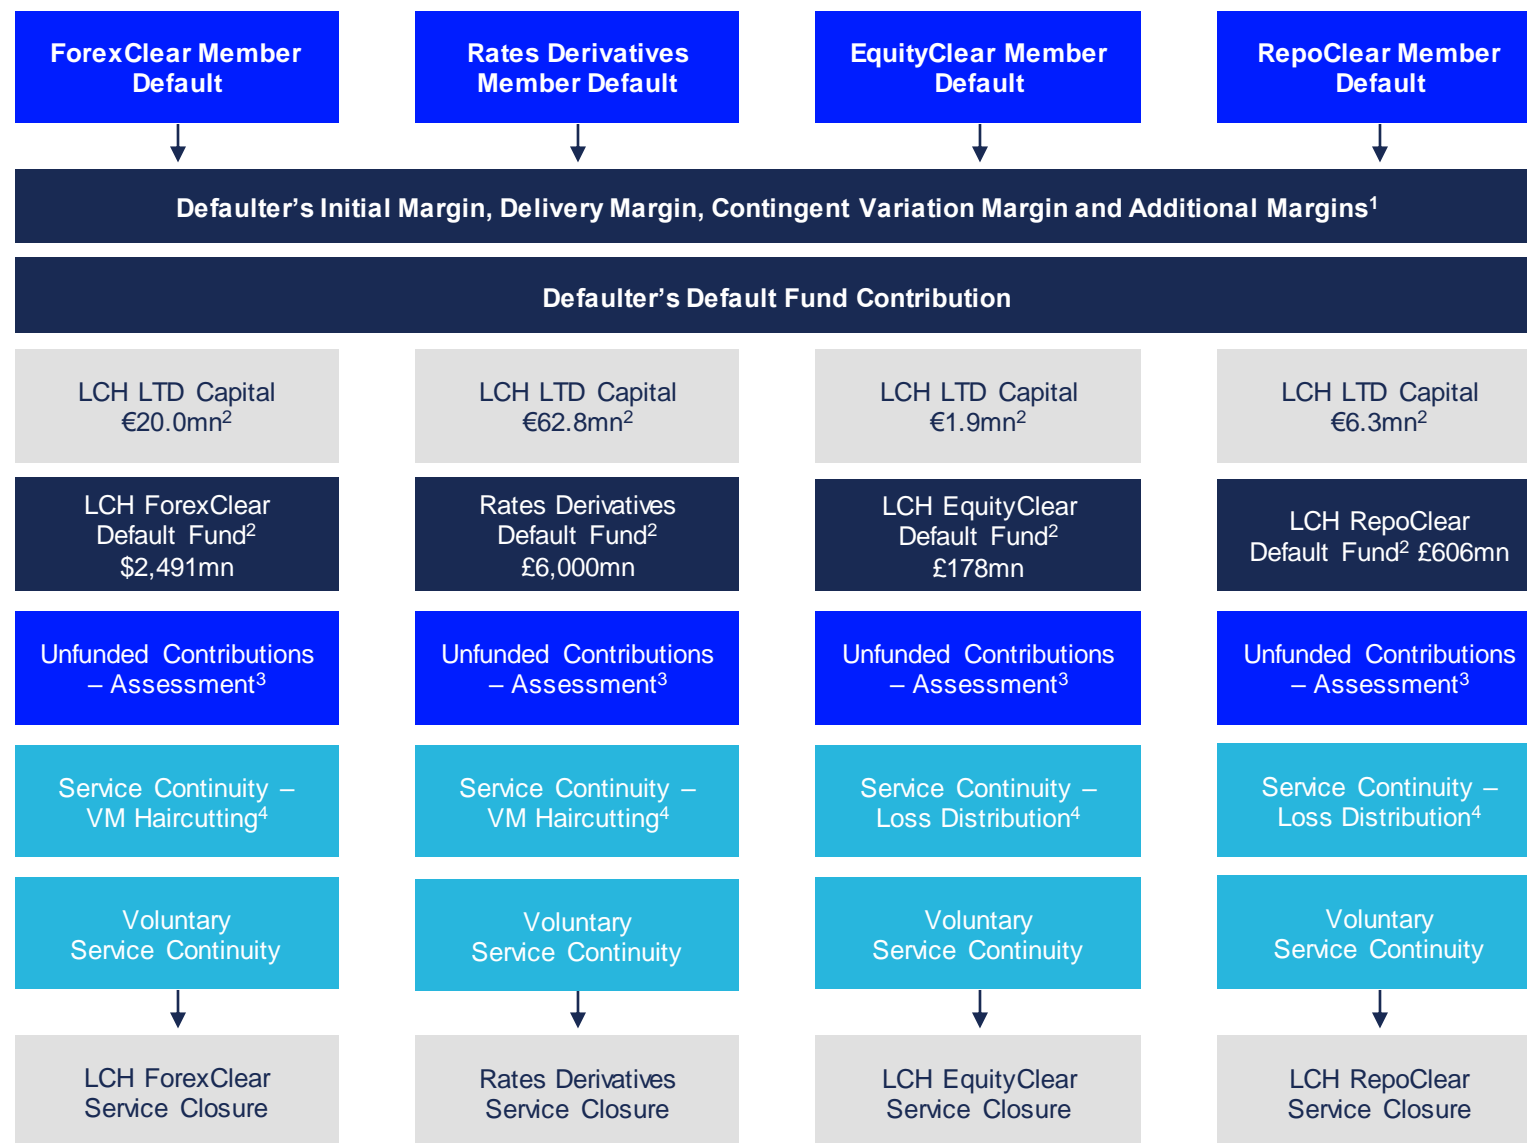 ForexClear Member
Default
Rates Derivatives
Member Default
EquityClear Member
Default
RepoClear Member
Default
Defaulter’s Initial Margin, Delivery Margin, Contingent Variation Margin and Additional Margins¹
Defaulter’s Default Fund Contribution
LCH LTD Capital
€20.0mn²
LCH LTD Capital
€62.8mn²
LCH LTD Capital
€1.9mn²
LCH LTD Capital
€6.3mn²
LCH ForexClear
Default Fund²
$2,491mn
Rates Derivatives
Default Fund²
£6,000mn
LCH EquityClear
Default Fund²
£178mn
LCH RepoClear
Default Fund² £606mn
Unfunded Contributions
– Assessment³
Unfunded Contributions
– Assessment³
Unfunded Contributions
– Assessment³
Unfunded Contributions
– Assessment³
Service Continuity –
VM Haircutting⁴
Service Continuity –
VM Haircutting⁴
Service Continuity –
Loss Distribution⁴
Service Continuity –
Loss Distribution⁴
Voluntary
Service Continuity
Voluntary
Service Continuity
Voluntary
Service Continuity
Voluntary
Service Continuity
LCH ForexClear
Service Closure
Rates Derivatives
Service Closure
LCH EquityClear
Service Closure
LCH RepoClear
Service Closure